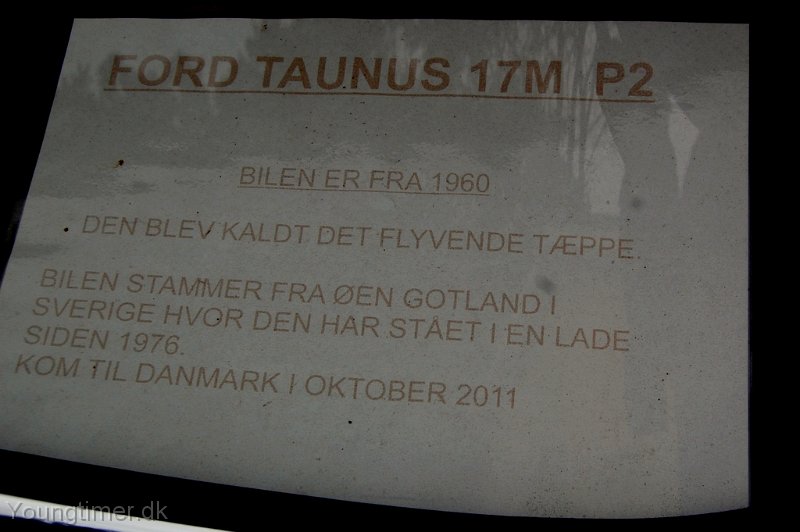 FORD TAUNUS 17M P2
BILEN ER FRA 1960
DEN BLEV KALDT DET FLYVENDE TÆPPE.
BILEN STAMMER FRA ØEN GOTLAND I
SVERIGE HVOR DEN HAR STÅET I EN LADE
SIDEN 1976.
KOM TIL DANMARK I OKTOBER 2011
Youngtimer.dk